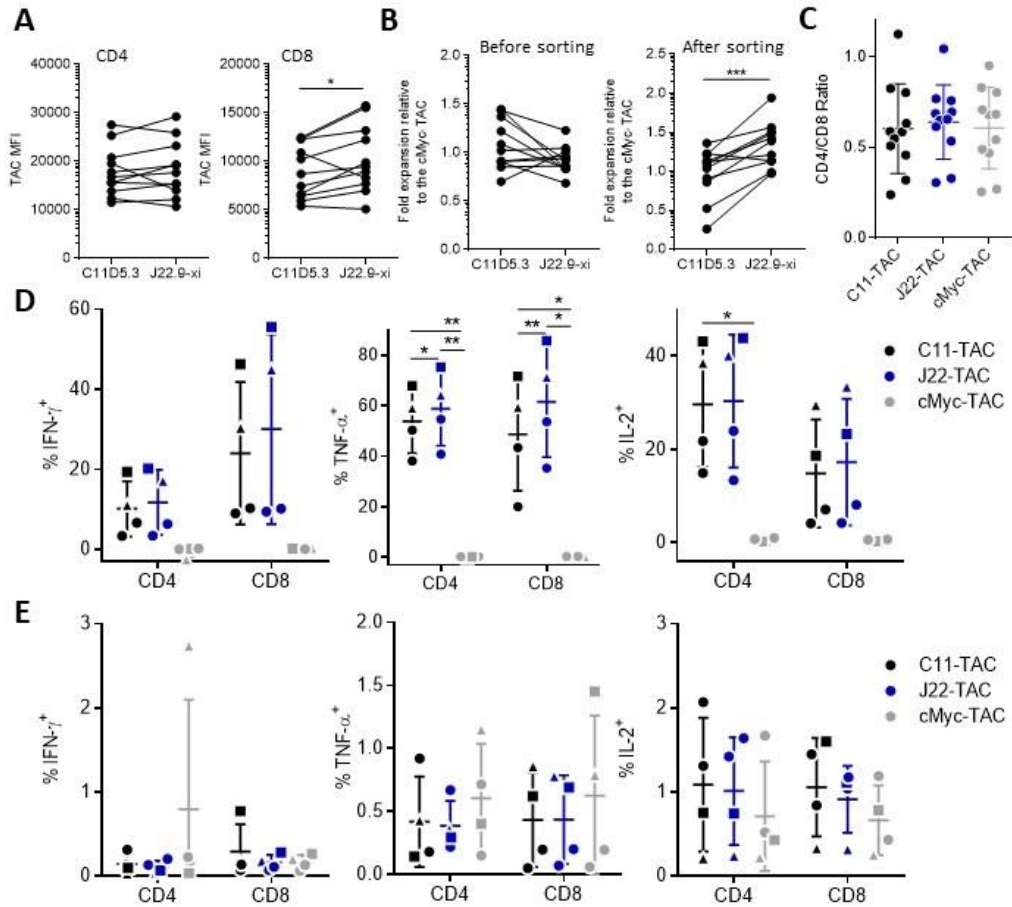 A
CD4
TAC MFI
40000
30000
20000
10000
0
C11D5.3 J22.9-xi
CD8
TAC MFI
20000
15000
10000
5000
0
*
C11D5.3 J22.9-xi
B
Before sorting
Fold expansion relative
to the cMyc-TAC
2.0
1.5
1.0
0.5
0.0
C11D5.3 J22.9-xi
After sorting
Fold expansion relative
to the cMyc-TAC
2.5
2.0
1.5
1.0
0.5
0.0
***
C11D5.3 J22.9-xi
C
CD4/CD8 Ratio
1.0
0.5
0.0
C11-TAC
J22-TAC
cMyc-TAC
D
% IFN-γ+
60
40
20
0
CD4 CD8
% TNF-α+
80
60
40
20
0
** *
** *
* **
CD4 CD8
% IL-2+
40
20
0
*
CD4 CD8
C11-TAC
J22-TAC
cMyc-TAC
E
% IFN-γ+
3
2
1
0
CD4 CD8
% TNF-α+
2.0
1.5
1.0
0.5
0.0
CD4 CD8
% IL-2+
3
2
1
0
CD4 CD8
C11-TAC
J22-TAC
cMyc-TAC